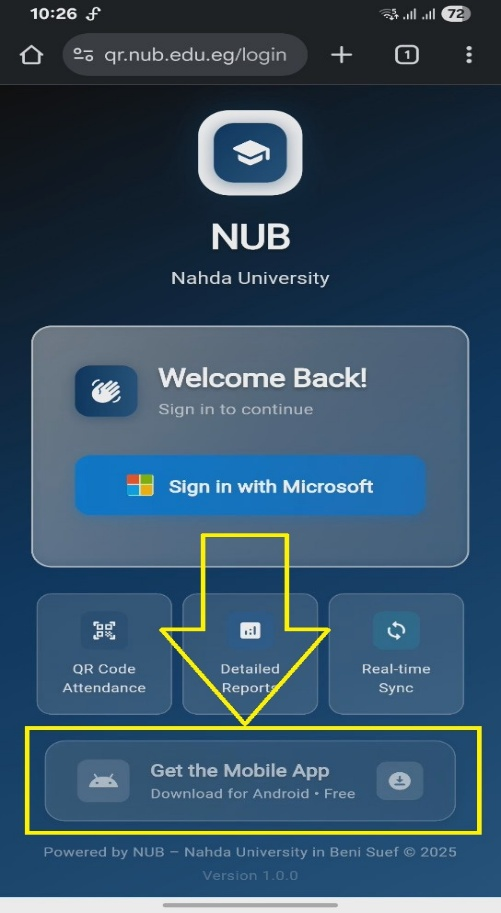 10:26
72
qr.nub.edu.eg/login
1
NUB
Nahda University
Welcome Back!
Sign in to continue
Sign in with Microsoft
QR Code
Attendance
Detailed
Reports
Real-time
Sync
Get the Mobile App
Download for Android • Free
Powered by NUB – Nahda University in Beni Suef © 2025
Version 1.0.0